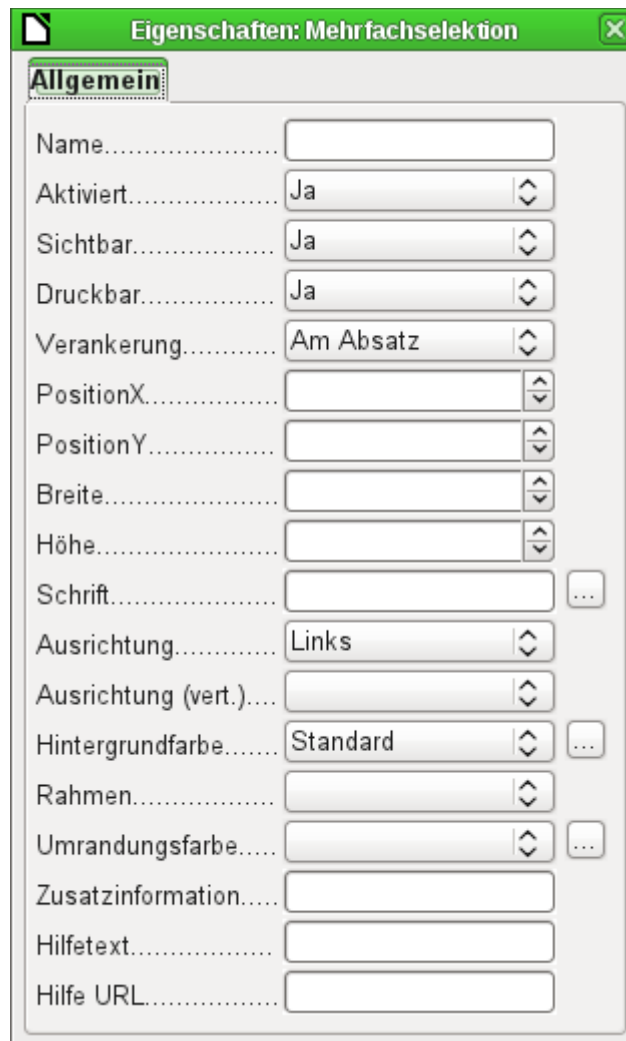 Eigenschaften: Mehrfachselektion
Allgemein
Name......................
Aktiviert................... Ja
Sichtbar.................. Ja
Druckbar................. Ja
Verankerung............ Am Absatz
PositionX.................
PositionY.................
Breite......................
Höhe.......................
Schrift.....................
Ausrichtung............. Links
Ausrichtung (vert.)....
Hintergrundfarbe....... Standard
Rahmen..................
Umrandungsfarbe.....
Zusatzinformation.....
Hilfetext..................
Hilfe URL................